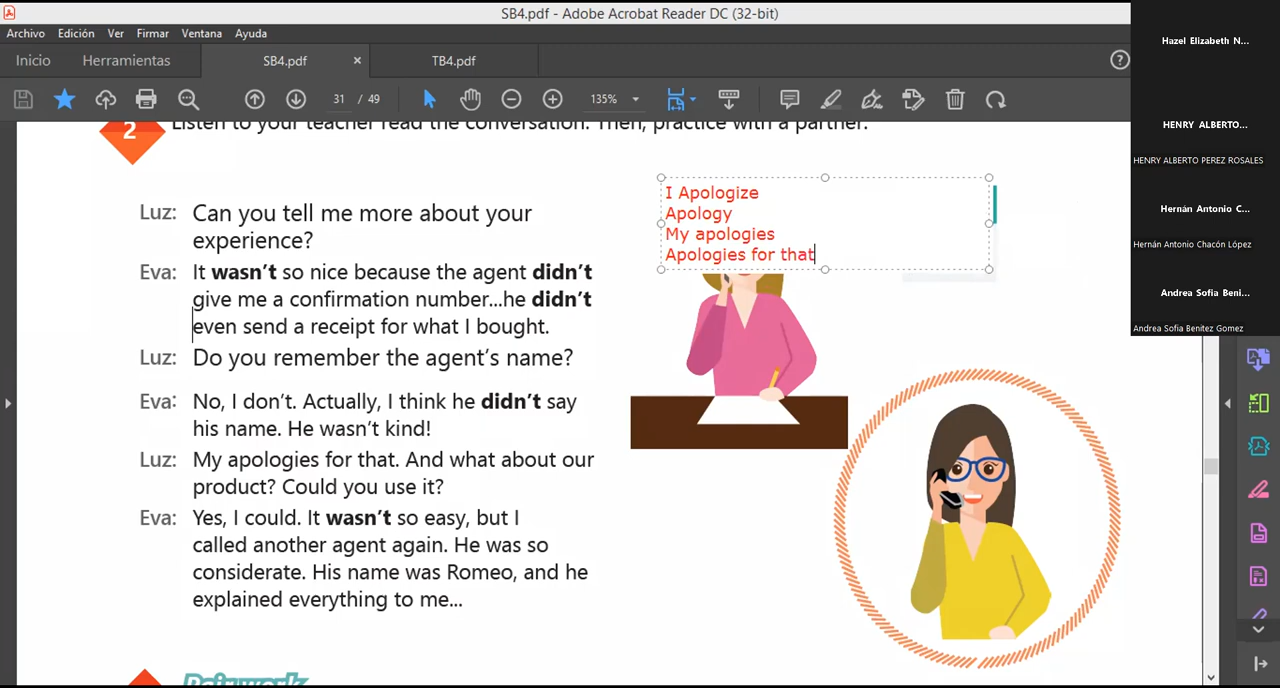 SB4.pdf - Adobe Acrobat Reader DC (32-bit)
Archivo Edición Ver Firmar Ventana Ayuda
Inicio Herramientas SB4.pdf × TB4.pdf
31 / 49 135%
2 Listen to your teacher read the conversation. Then, practice with a partner.
I Apologize
Apology
My apologies
Apologies for that
Luz: Can you tell me more about your
experience?
Eva: It wasn't so nice because the agent didn't
give me a confirmation number...he didn't
even send a receipt for what I bought.
Luz: Do you remember the agent's name?
Eva: No, I don't. Actually, I think he didn't say
his name. He wasn't kind!
Luz: My apologies for that. And what about our
product? Could you use it?
Eva: Yes, I could. It wasn't so easy, but I
called another agent again. He was so
considerate. His name was Romeo, and he
explained everything to me...
Pair work
Hazel Elizabeth N...
HENRY ALBERTO...
HENRY ALBERTO PEREZ ROSALES
Hernán Antonio C...
Hernán Antonio Chacón López
Andrea Sofia Beni...
Andrea Sofia Benitez Gomez